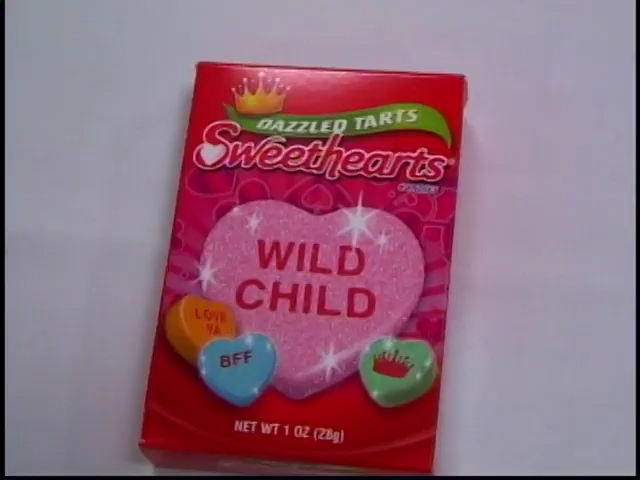 DAZZLED TARTS
Sweethearts®
WILD
CHILD
LOVE
YA
BFF
NET WT 1 OZ (28g)